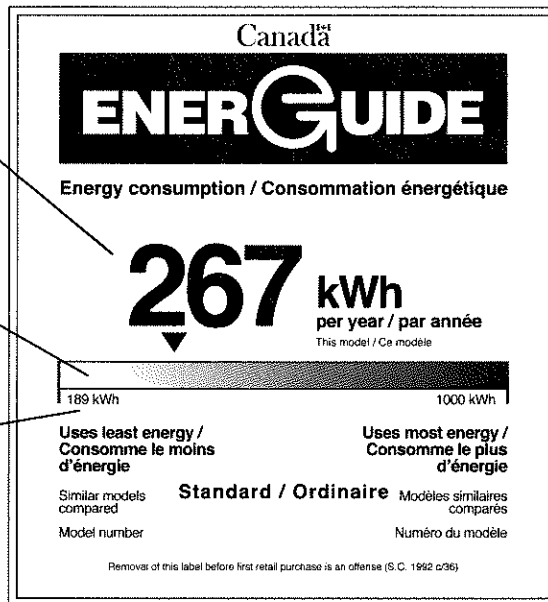 Canada
ENERGUIDE
Energy consumption / Consommation énergétique
267 kWh
per year / par année
This model / Ce modèle
189 kWh 1000 kWh
Uses least energy / Uses most energy /
Consomme le moins Consomme le plus
d'énergie d'énergie
Similar models Standard / Ordinaire Modèles similaires
compared comparés
Model number Numéro du modèle
Removal of this label before first retail purchase is an offense (S.C. 1992 c/36)